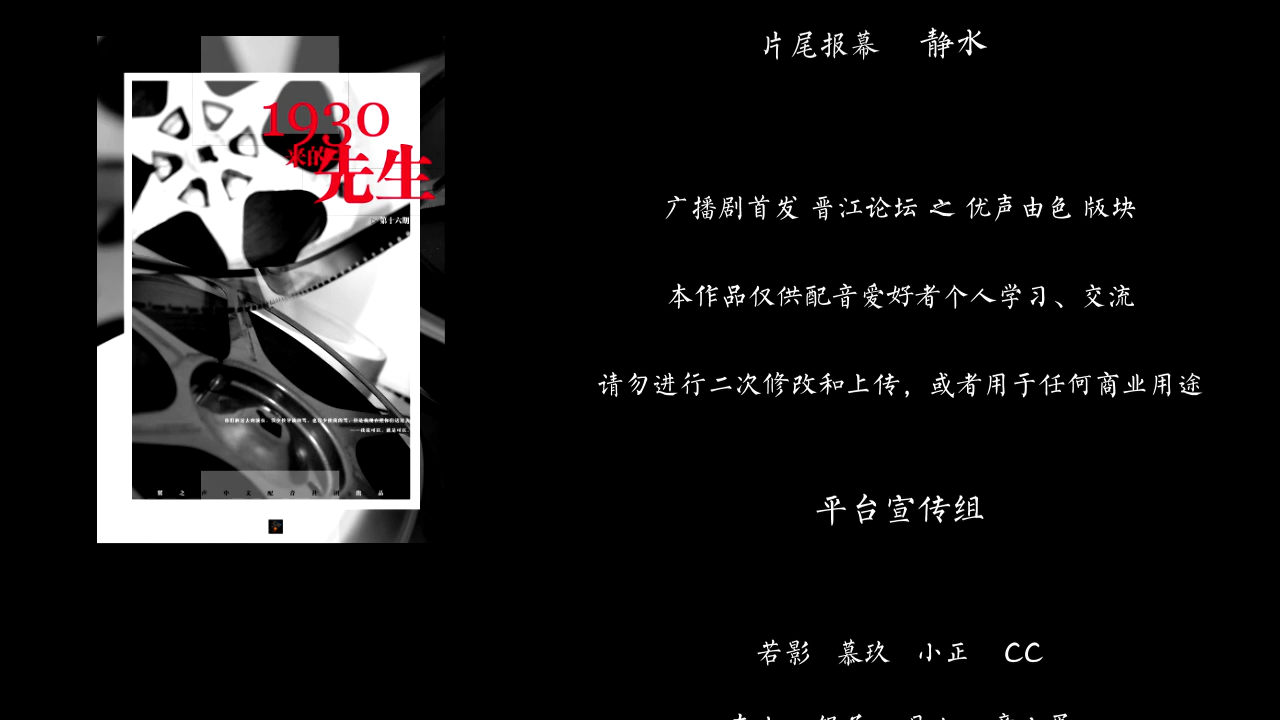 1930
来的
先生
第十六期
片尾报幕 静水
广播剧首发 晋江论坛 之 优声由色 版块
本作品仅供配音爱好者个人学习、交流
请勿进行二次修改和上传，或者用于任何商业用途
平台宣传组
若影 慕玖 小正 CC